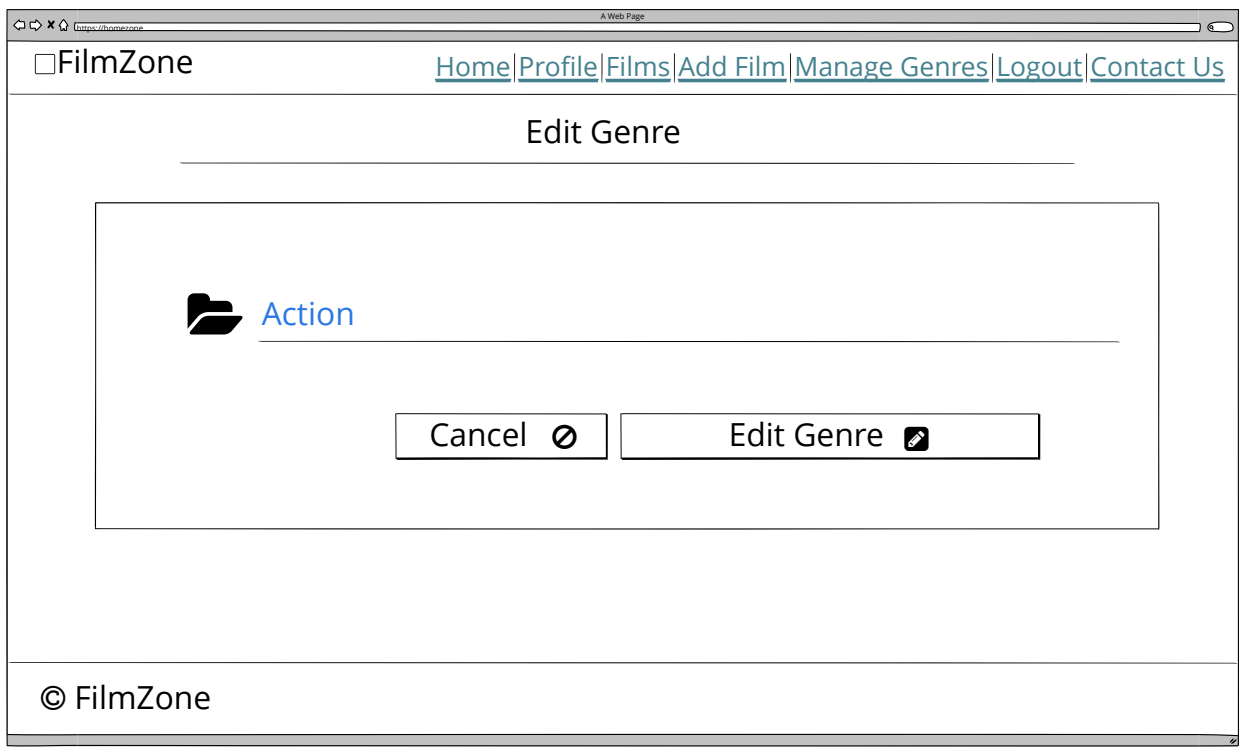 A Web Page
https://homezone
FilmZone
Home|Profile|Films|Add Film|Manage Genres|Logout|Contact Us
Edit Genre
Action
Cancel
Edit Genre
© FilmZone